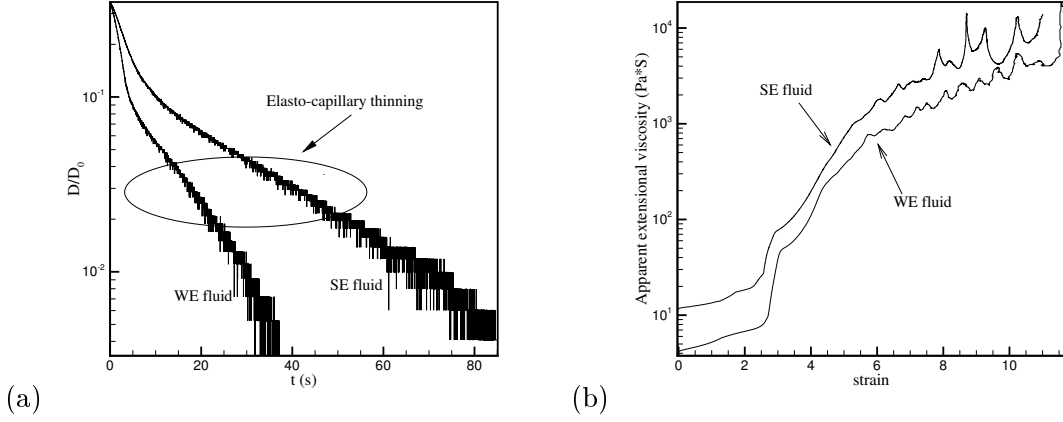 D/D0
10-1
10-2
Elasto-capillary thinning
WE fluid
SE fluid
0 20 40 60 80
t (s)
(a)
Apparent extensional viscosity (Pa*S)
104
103
102
101
SE fluid
WE fluid
0 2 4 6 8 10
strain
(b)